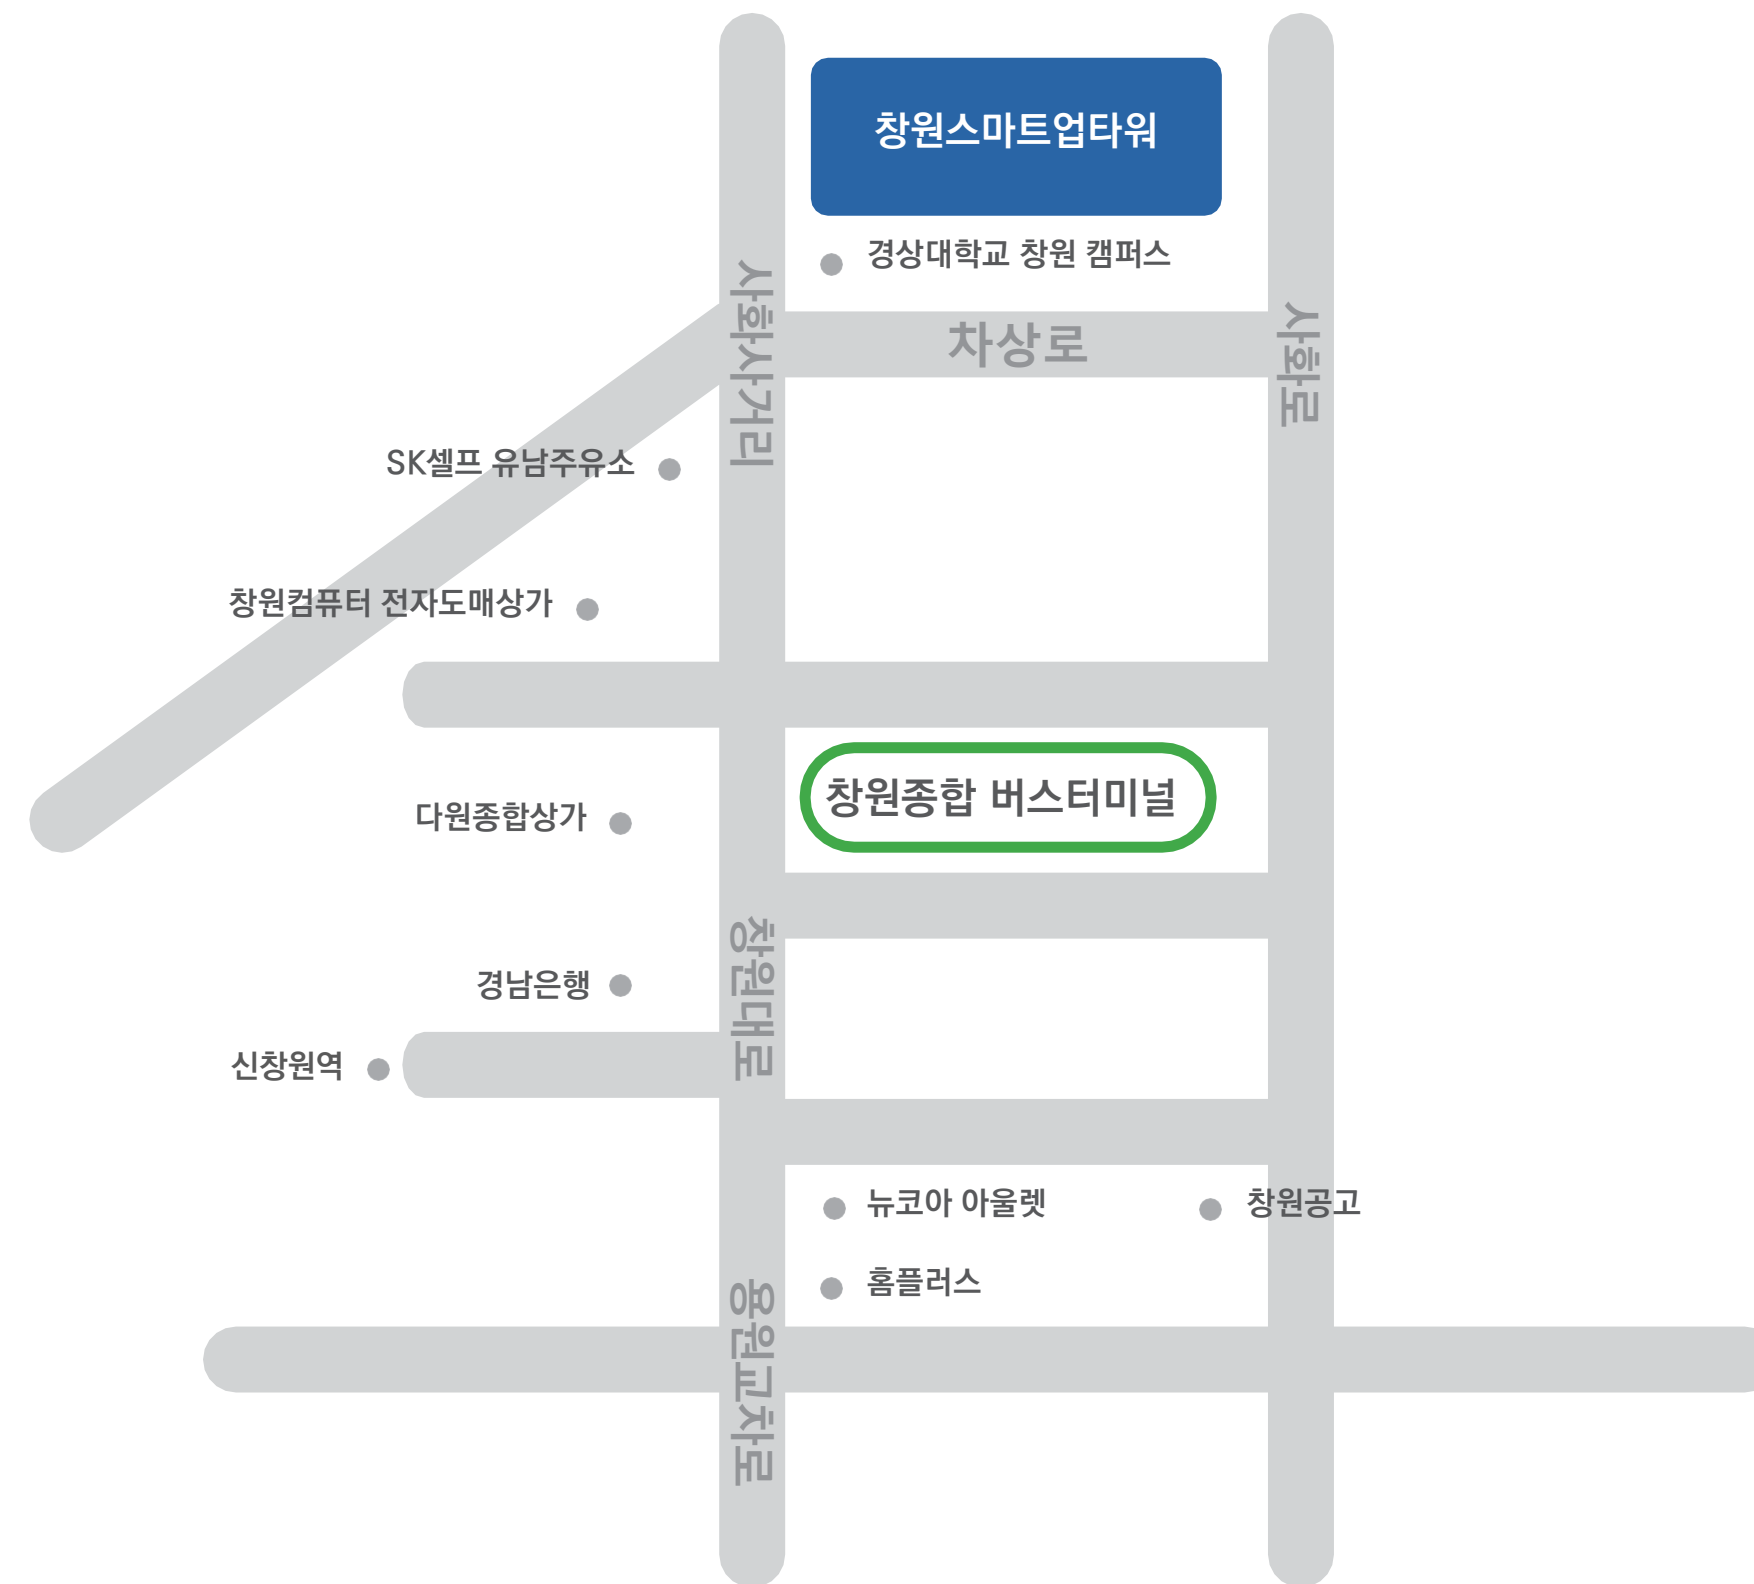 창원스마트업타워
경상대학교 창원 캠퍼스
사화사거리
차상로
사화로
SK셀프 유남주유소
창원컴퓨터 전자도매상가
창원종합 버스터미널
다원종합상가
창원대로
경남은행
신창원역
뉴코아 아울렛
창원공고
홈플러스
용원교차로